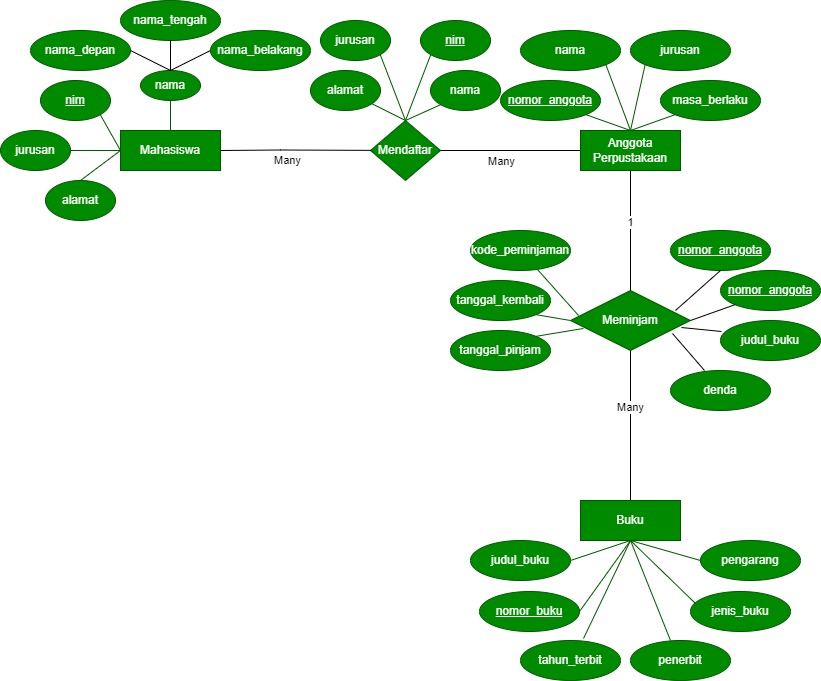 nama_tengah
nama_depan
nama_belakang
nama
nim
jurusan
alamat
Mahasiswa
Many
jurusan
nim
alamat
nama
Mendaftar
Many
nama
jurusan
nomor_anggota
masa_berlaku
Anggota
Perpustakaan
1
kode_peminjaman
nomor_anggota
tanggal_kembali
nomor_anggota
Meminjam
tanggal_pinjam
judul_buku
denda
Many
Buku
judul_buku
pengarang
nomor_buku
jenis_buku
tahun_terbit
penerbit